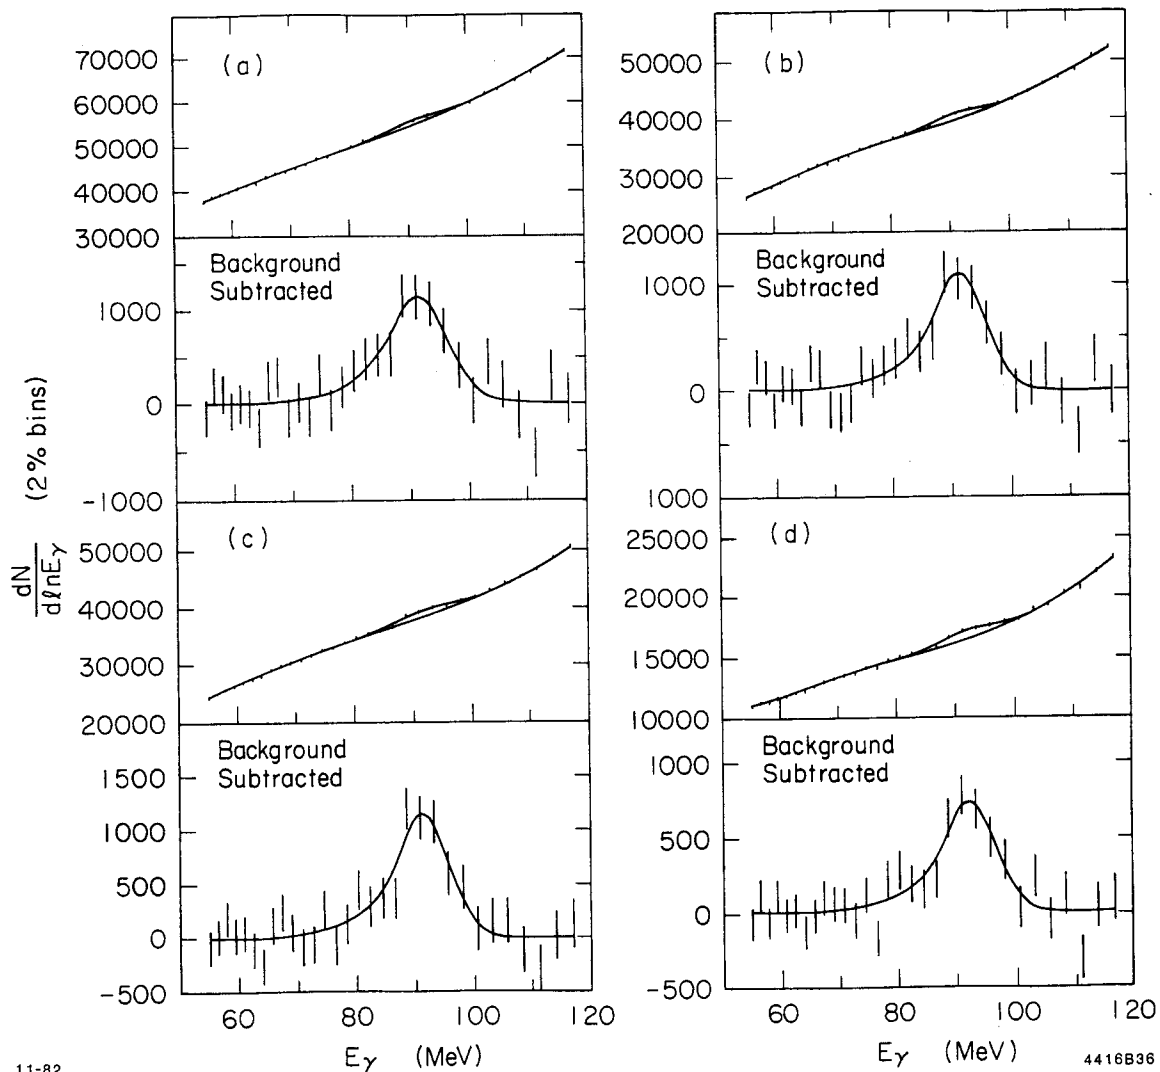 (a)
70000
60000
50000
40000
30000
Background
Subtracted
1000
0
-1000
(b)
50000
40000
30000
20000
Background
Subtracted
1000
0
1000
(c)
50000
40000
30000
20000
Background
Subtracted
1500
1000
500
0
-500
60
80
100
120
Eγ (MeV)
(d)
25000
20000
15000
10000
Background
Subtracted
1000
500
0
-500
60
80
100
120
Eγ (MeV)
dN
dℓnEγ
(2% bins)
11-82
4416B36